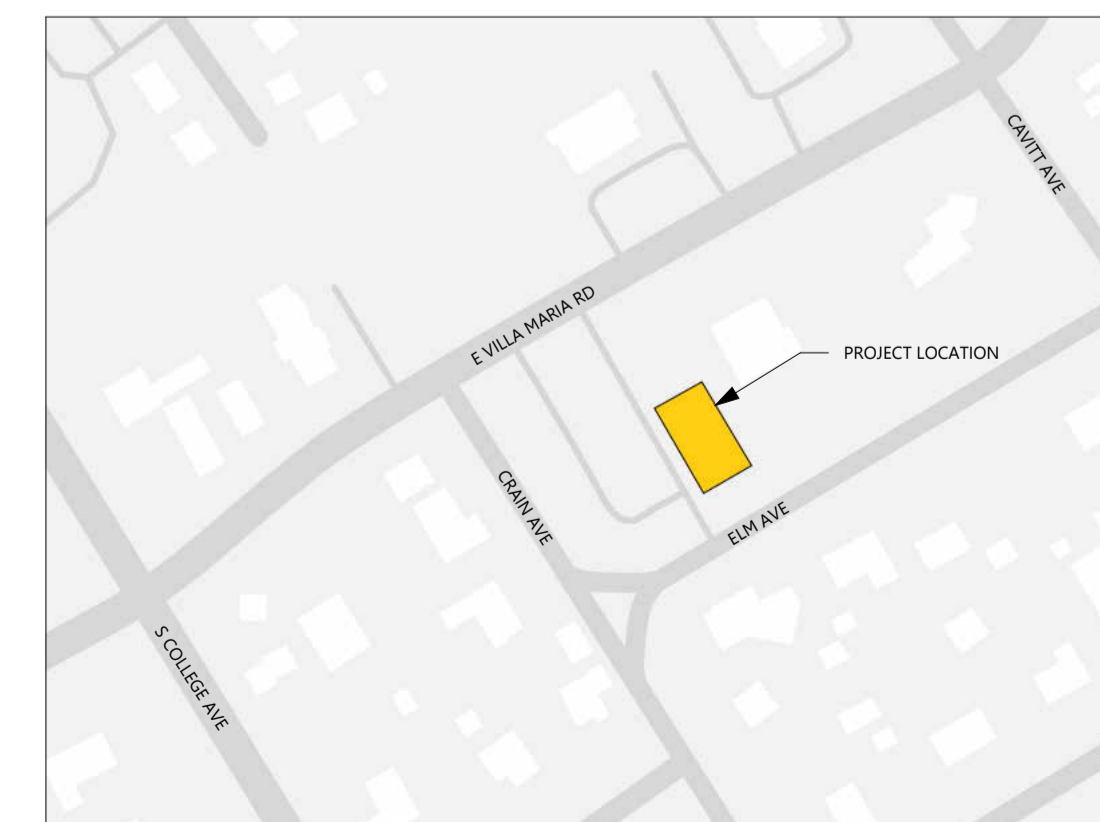 CAVITT AVE
E VILLA MARIA RD
PROJECT LOCATION
CRAIN AVE
ELM AVE
S COLLEGE AVE